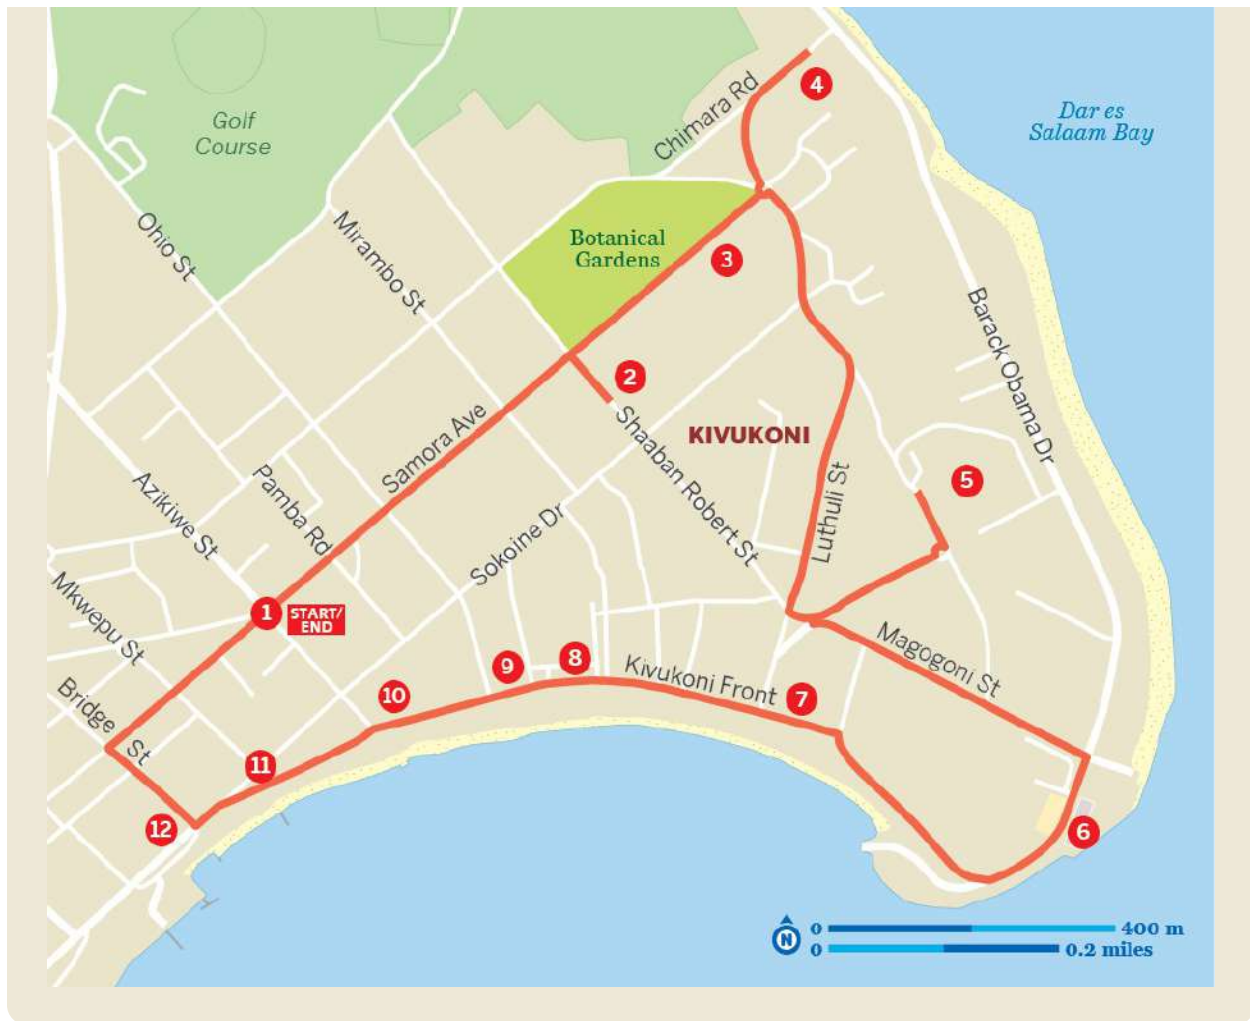 4
Chimara Rd
Dar es
Salaam Bay
Golf
Course
Ohio St
Mirambo St
Botanical
Gardens
3
Barack Obama Dr
2
Samora Ave
Shaaban Robert St
KIVUKONI
Luthuli St
5
Azikiwe St
Pamba Rd
Sokoine Dr
1
START/
END
Mkwepu St
Magogoni St
9
8
Kivukoni Front
7
10
Bridge St
11
12
6
N
0
400 m
0
0.2 miles